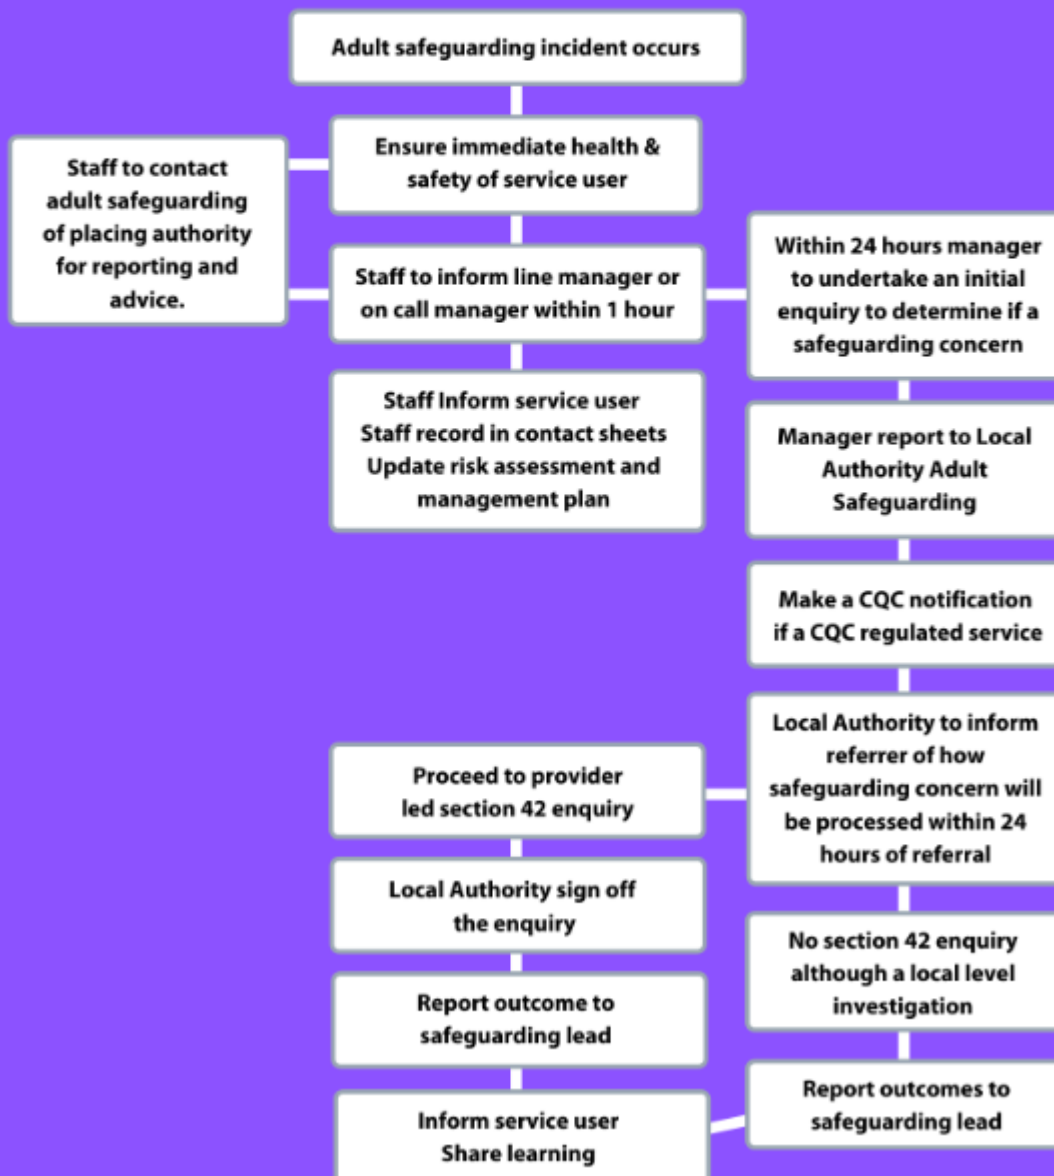 Adult safeguarding incident occurs
Ensure immediate health &
safety of service user
Staff to contact
adult safeguarding
of placing authority
for reporting and
advice.
Staff to inform line manager or
on call manager within 1 hour
Within 24 hours manager
to undertake an initial
enquiry to determine if a
safeguarding concern
Staff Inform service user
Staff record in contact sheets
Update risk assessment and
management plan
Manager report to Local
Authority Adult
Safeguarding
Make a CQC notification
if a CQC regulated service
Local Authority to inform
referrer of how
safeguarding concern will
be processed within 24
hours of referral
Proceed to provider
led section 42 enquiry
Local Authority sign off
the enquiry
Report outcome to
safeguarding lead
No section 42 enquiry
although a local level
investigation
Report outcomes to
safeguarding lead
Inform service user
Share learning